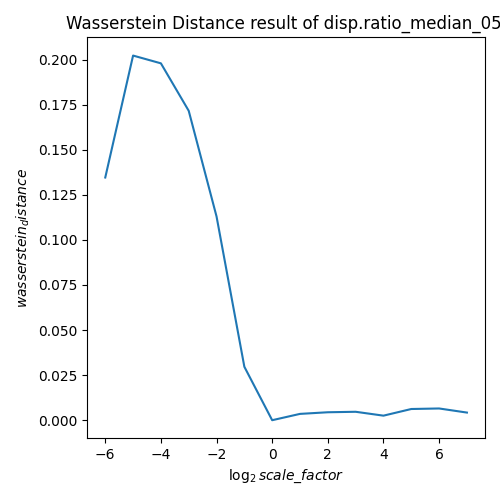 Wasserstein Distance result of disp.ratio_median_05
0.200
0.175
0.150
0.125
0.100
0.075
0.050
0.025
0.000
wasserstein_distance
−6 −4 −2 0 2 4 6
log₂ scale_factor